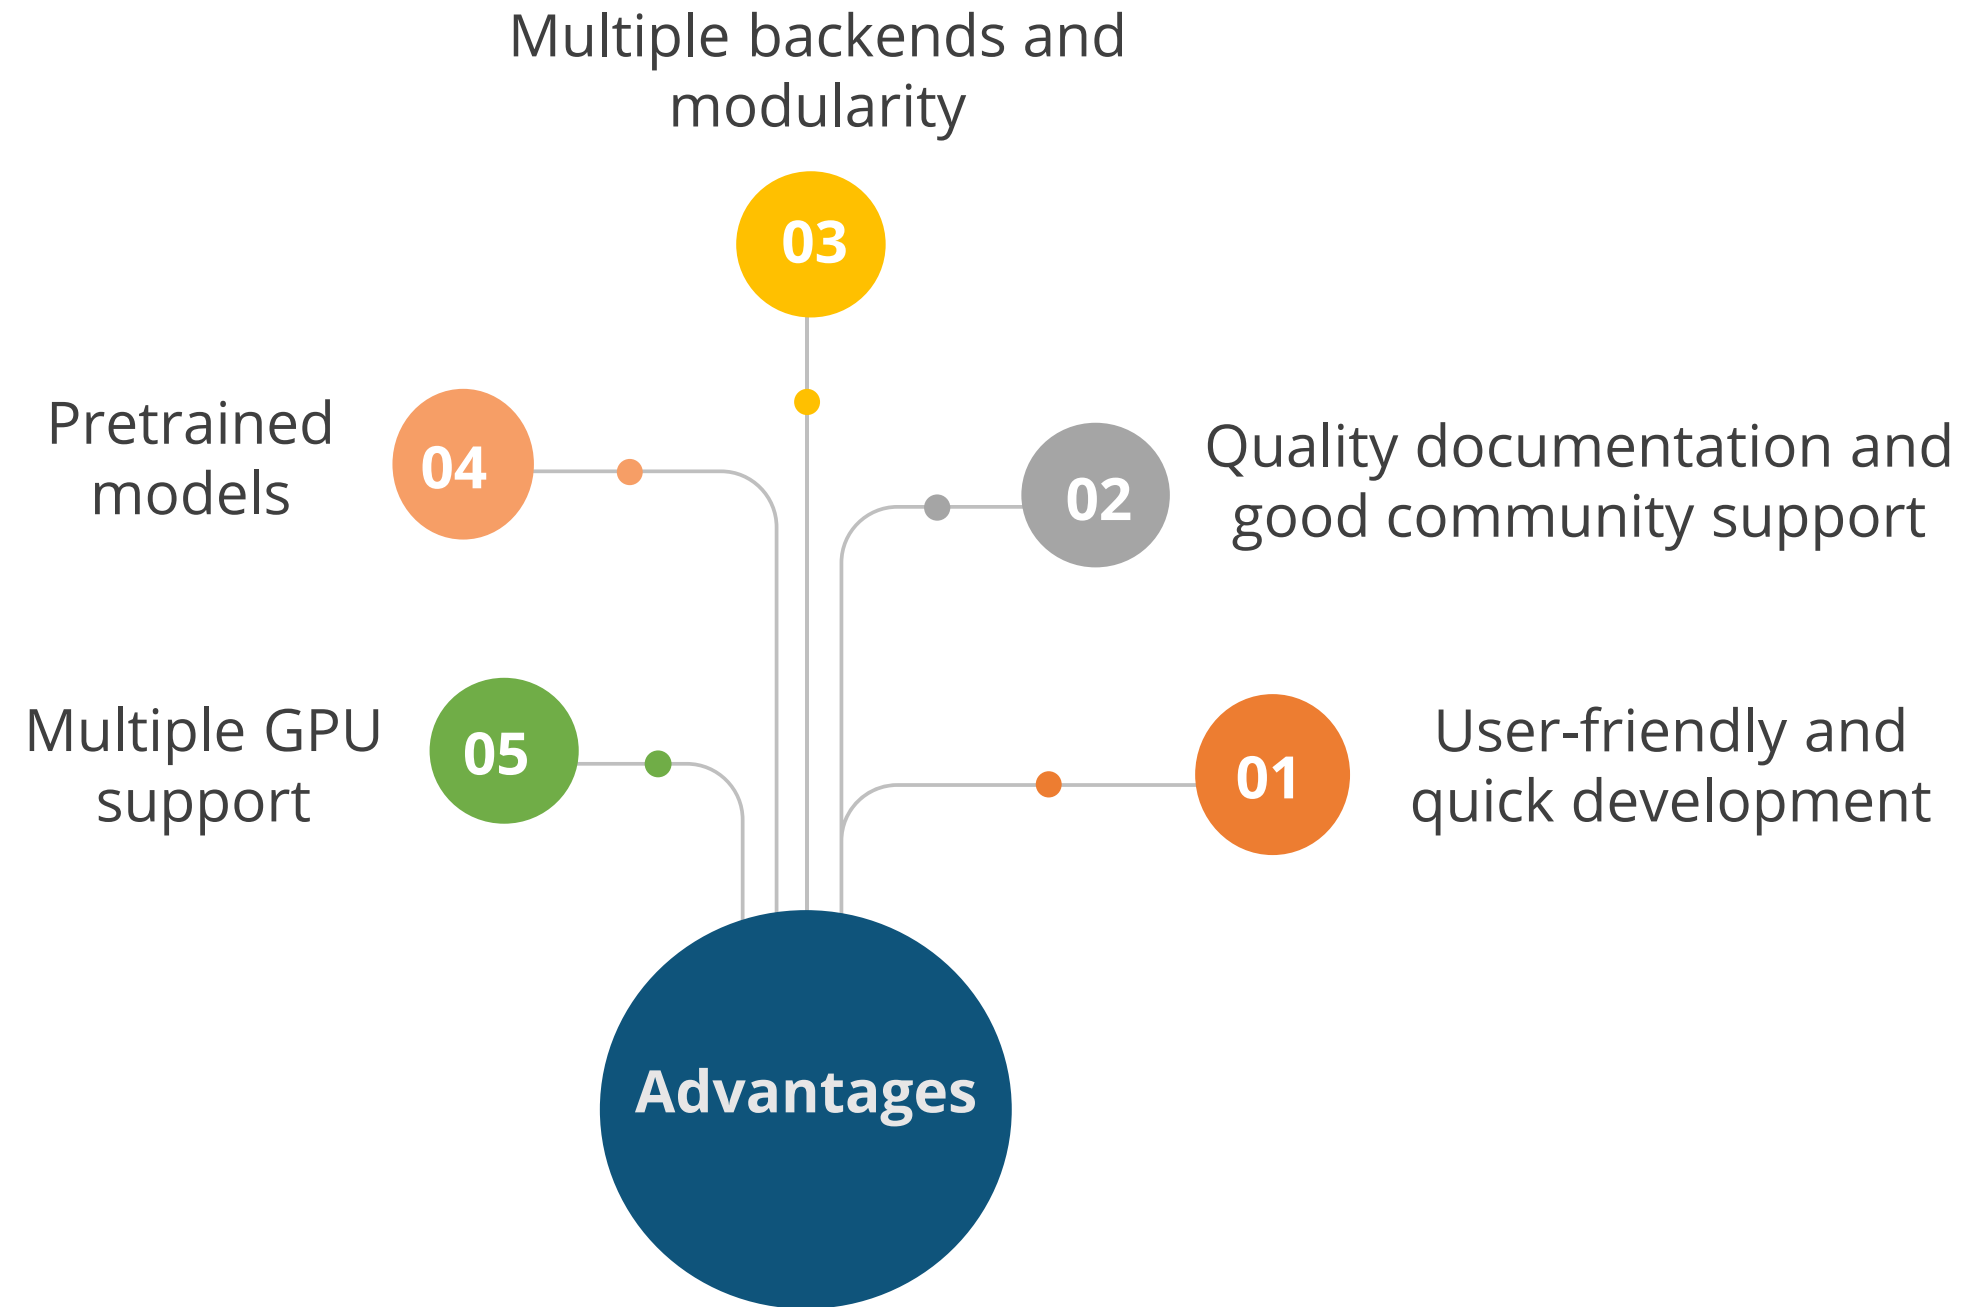 Multiple backends and
modularity
03
Pretrained
models
04
02
Quality documentation and
good community support
Multiple GPU
support
05
01
User-friendly and
quick development
Advantages